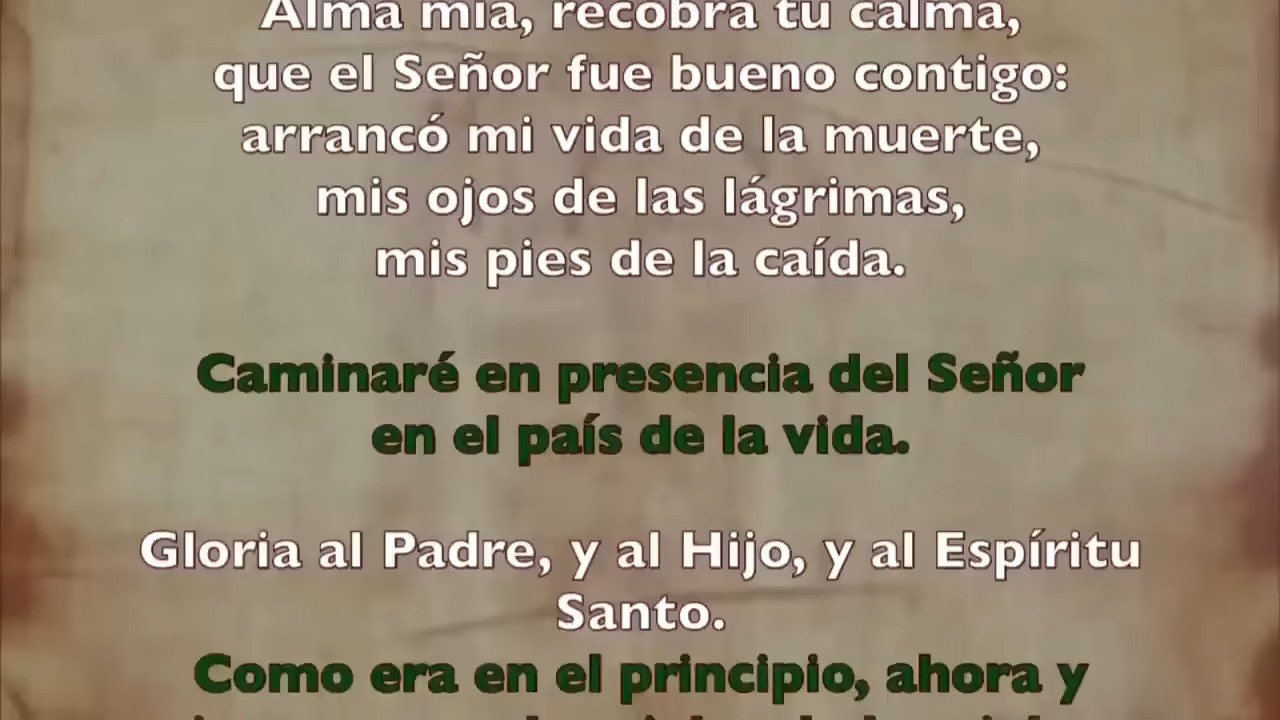 Alma mía, recobra tu calma,
que el Señor fue bueno contigo:
arrancó mi vida de la muerte,
mis ojos de las lágrimas,
mis pies de la caída.
Caminaré en presencia del Señor
en el país de la vida.
Gloria al Padre, y al Hijo, y al Espíritu
Santo.
Como era en el principio, ahora y